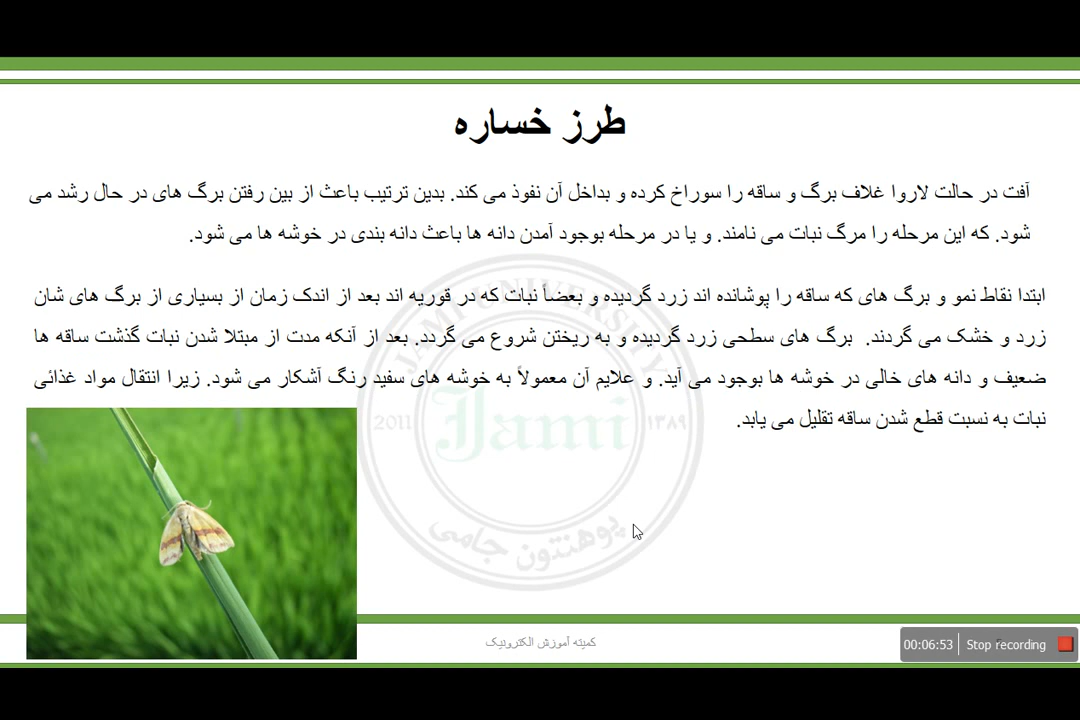 طرز خساره
آفت در حالت لاروا غلاف برگ و ساقه را سوراخ کرده و بداخل آن نفوذ می کند. بدین ترتیب باعث از بین رفتن برگ های در حال رشد می
شود. که این مرحله را مرگ نبات می نامند. و یا در مرحله بوجود آمدن دانه ها باعث دانه بندی در خوشه ها می شود.
ابتدا نقاط نمو و برگ های که ساقه را پوشانده اند زرد گردیده و بعضاً نبات که در قوریه اند بعد از اندک زمان از بسیاری از برگ های شان
زرد و خشک می گردند. برگ های سطحی زرد گردیده و به ریختن شروع می گردد. بعد از آنکه مدت از مبتلا شدن نبات گذشت ساقه ها
ضعیف و دانه های خالی در خوشه ها بوجود می آید. و علایم آن معمولاً به خوشه های سفید رنگ آشکار می شود. زیرا انتقال مواد غذائی
نبات به نسبت قطع شدن ساقه تقلیل می یابد.
JAMI UNIVERSITY
2011 Jami ۱۳۸۹
پوهنتون جامی
کمیته آموزش الکترونیک
00:06:53 Stop recording